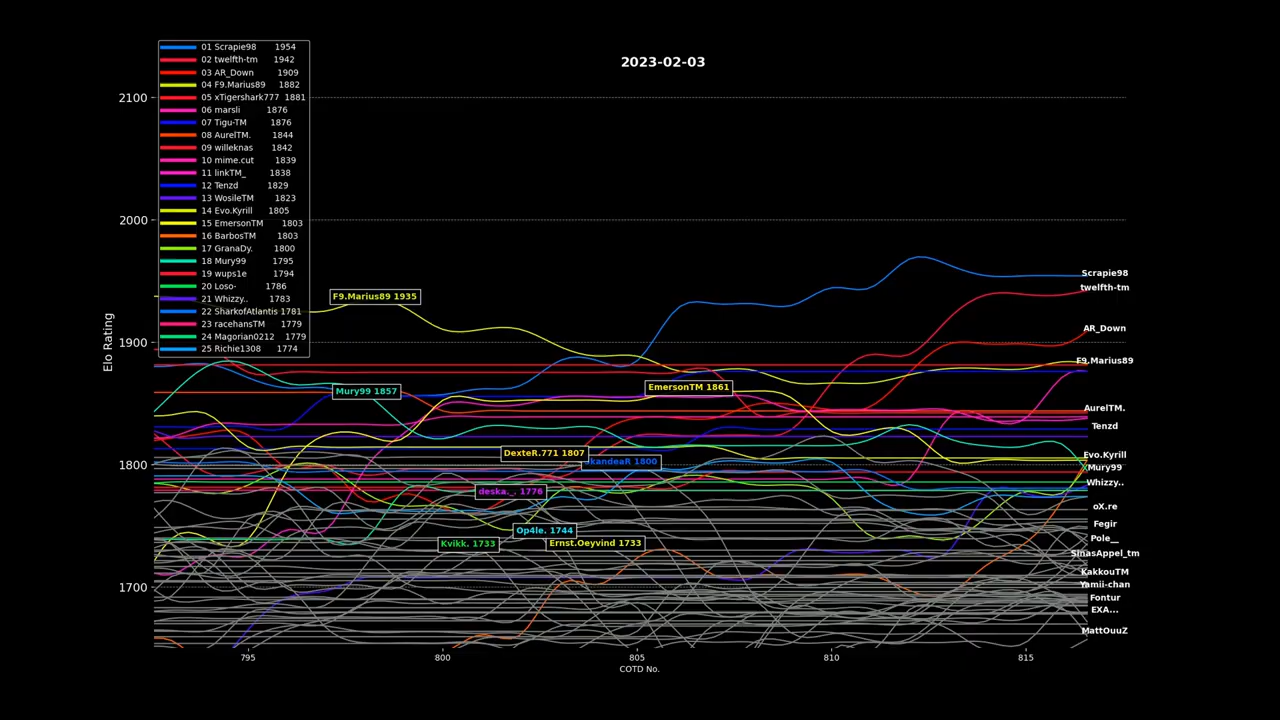 2023-02-03
01 Scrapie98 1954
02 twelfth-tm 1942
03 AR_Down 1909
04 F9.Marius89 1882
05 xTigershark777 1881
06 marsli 1876
07 Tigu-TM 1876
08 AurelTM. 1844
09 willeknas 1842
10 mime.cut 1839
11 linkTM_ 1838
12 Tenzd 1829
13 WosileTM 1823
14 Evo.Kyrill 1805
15 EmersonTM 1803
16 BarbosTM 1803
17 GranaDy. 1800
18 Mury99 1795
19 wups1e 1794
20 Loso- 1786
21 Whizzy.. 1783
22 SharkofAtlantis 1781
23 racehansTM 1779
24 Magorian0212 1779
25 Richie1308 1774
Elo Rating
2100
2000
1900
1800
1700
F9.Marius89 1935
Mury99 1857
EmersonTM 1861
DexteR.771 1807
kandeaR 1800
deska._. 1776
Op4le. 1744
Kvikk. 1733
Ernst.Oeyvind 1733
Scrapie98
twelfth-tm
AR_Down
F9.Marius89
AurelTM.
Tenzd
Evo.Kyrill
Mury99
Whizzy..
oX.re
Fegir
Pole__
SmasAppel_tm
KakkouTM
Yamii-chan
Fontur
EXA...
MattOuuZ
795
800
805
810
815
COTD No.